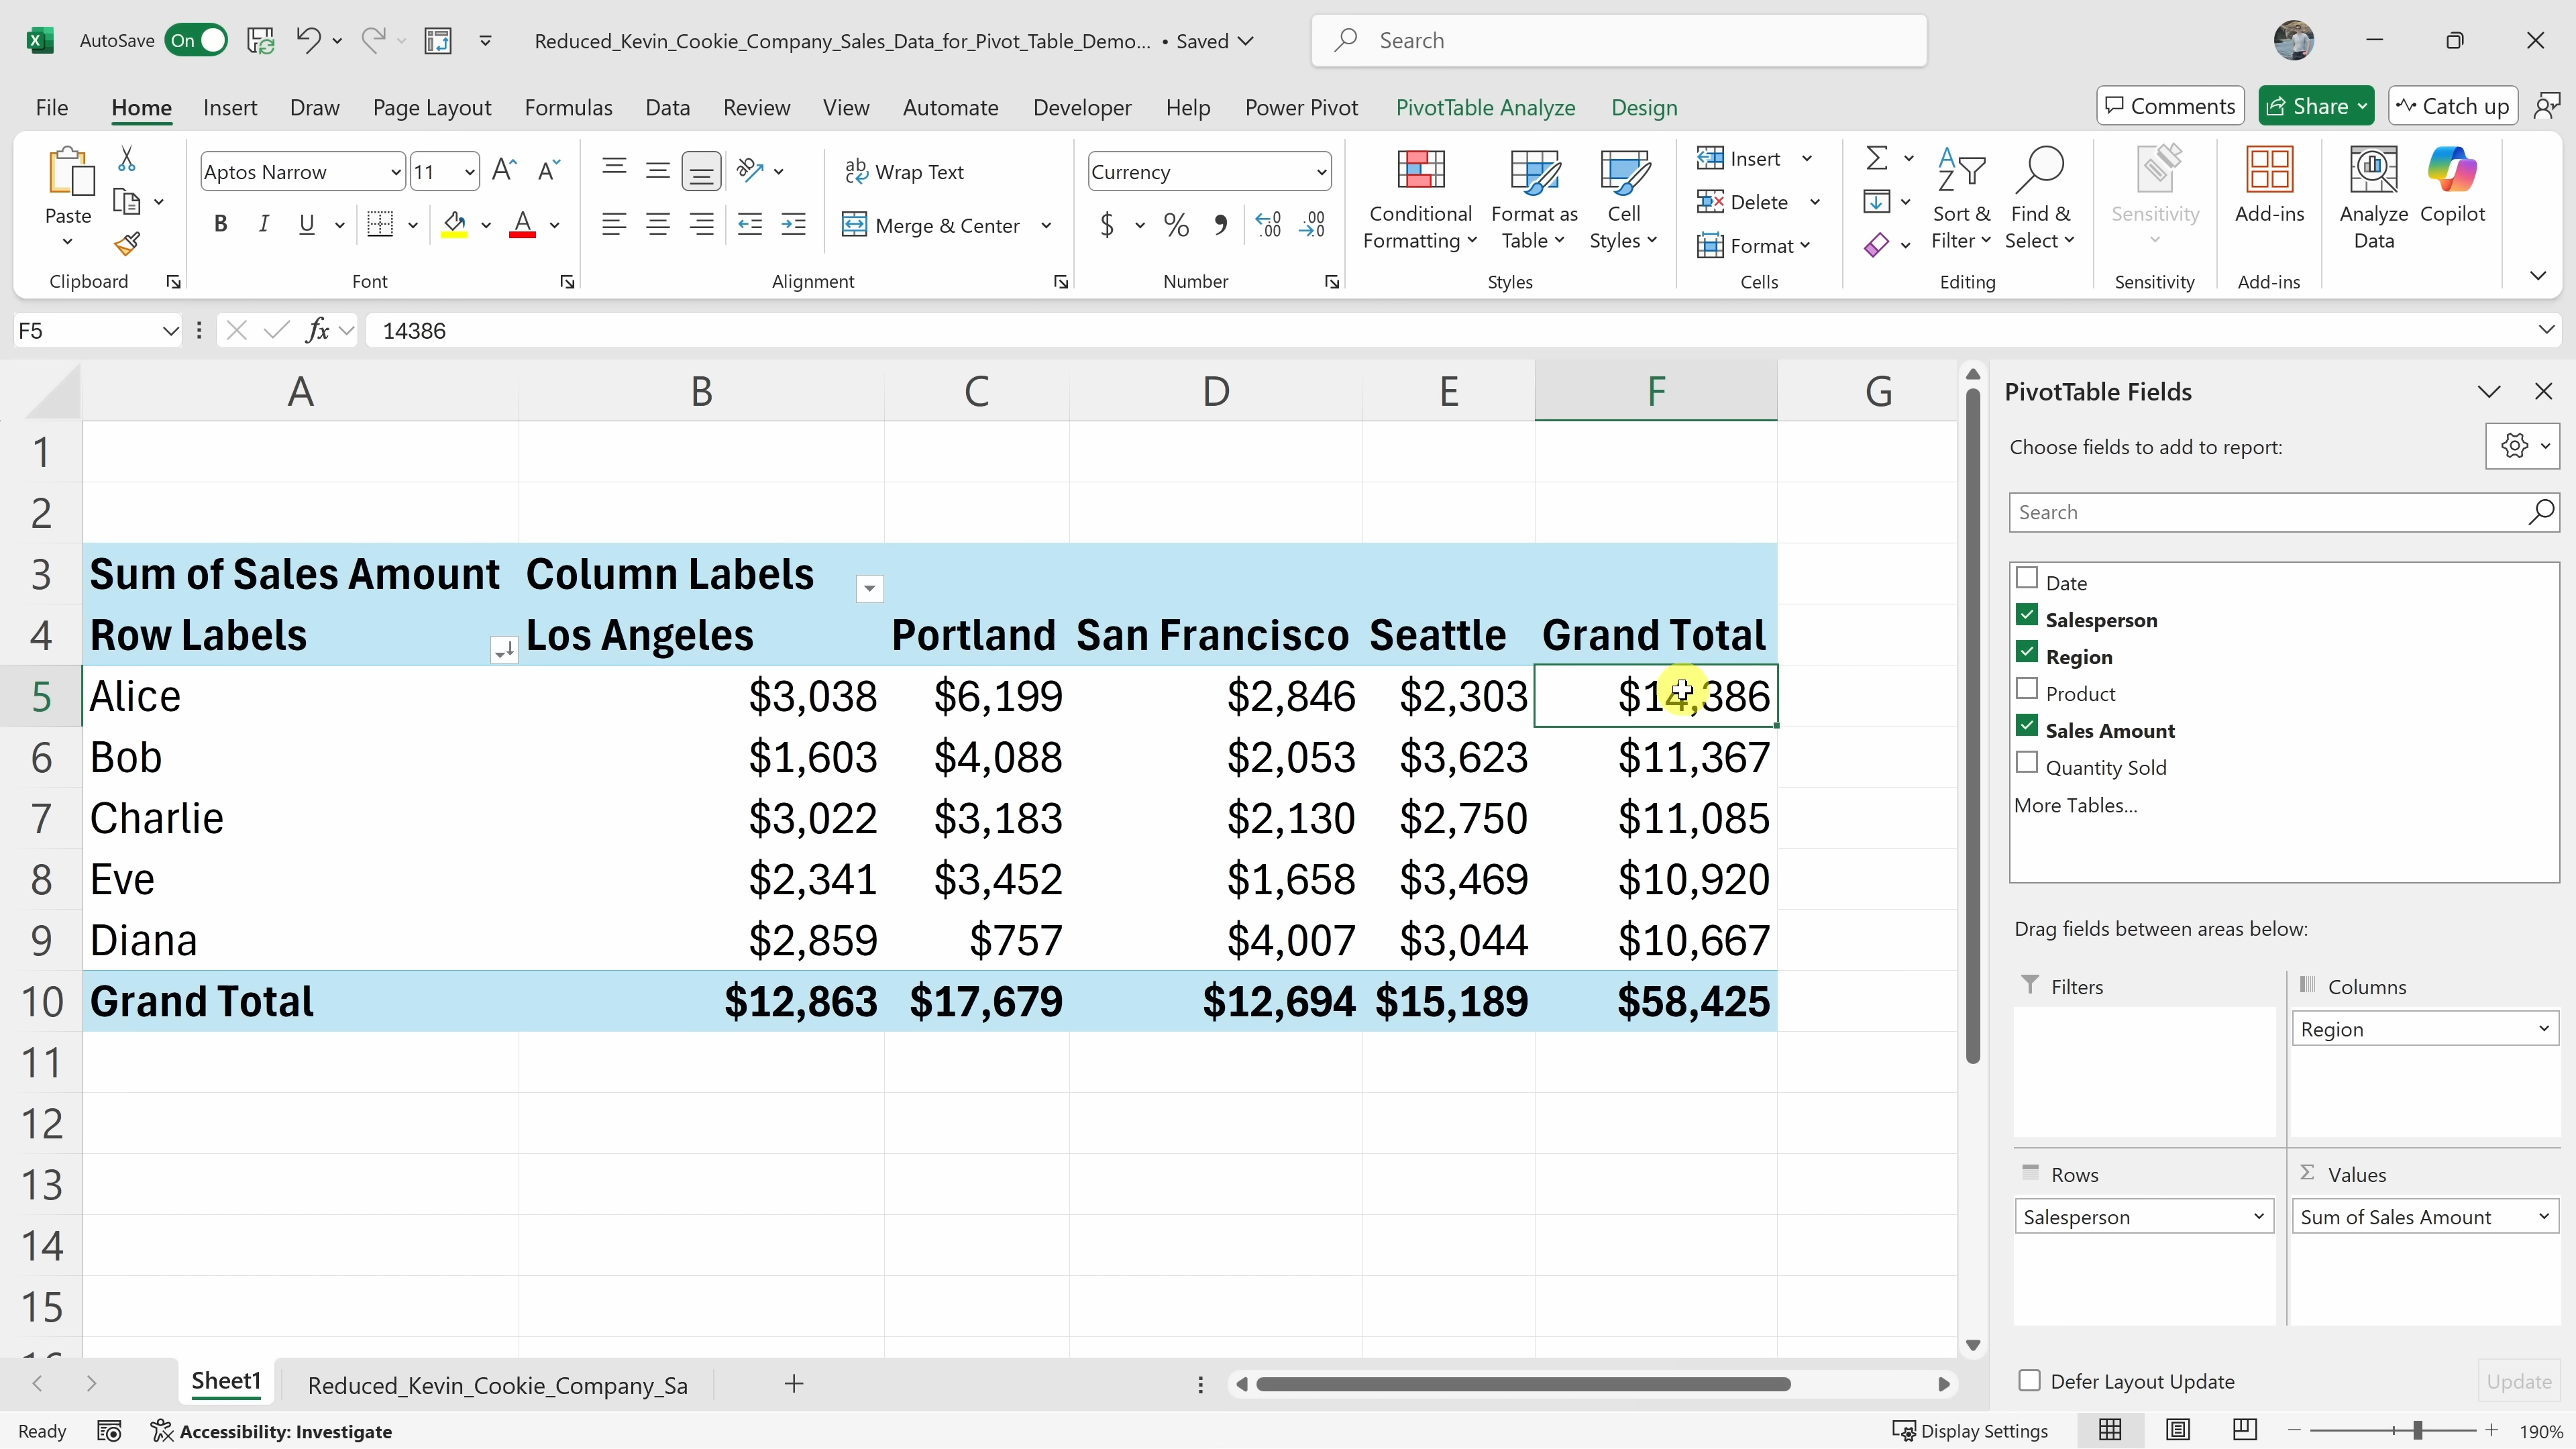 AutoSave On Reduced_Kevin_Cookie_Company_Sales_Data_for_Pivot_Table_Demo... • Saved Search
File Home Insert Draw Page Layout Formulas Data Review View Automate Developer Help Power Pivot PivotTable Analyze Design Comments Share Catch up
Paste
Clipboard
Aptos Narrow 11
B I U A
Font
Wrap Text
Merge & Center
Alignment
Currency
$ % ,
Number
Conditional Formatting
Format as Table
Cell Styles
Styles
Insert
Delete
Format
Cells
Sort & Filter
Find & Select
Editing
Sensitivity
Sensitivity
Add-ins
Add-ins
Analyze Data
Copilot
F5 fx 14386
A B C D E F G
1
2
3 Sum of Sales Amount Column Labels
4 Row Labels Los Angeles Portland San Francisco Seattle Grand Total
5 Alice $3,038 $6,199 $2,846 $2,303 $14,386
6 Bob $1,603 $4,088 $2,053 $3,623 $11,367
7 Charlie $3,022 $3,183 $2,130 $2,750 $11,085
8 Eve $2,341 $3,452 $1,658 $3,469 $10,920
9 Diana $2,859 $757 $4,007 $3,044 $10,667
10 Grand Total $12,863 $17,679 $12,694 $15,189 $58,425
11
12
13
14
15
PivotTable Fields
Choose fields to add to report:
Search
Date
Salesperson
Region
Product
Sales Amount
Quantity Sold
More Tables...
Drag fields between areas below:
Filters
Columns
Region
Rows
Salesperson
Values
Sum of Sales Amount
Defer Layout Update Update
Sheet1 Reduced_Kevin_Cookie_Company_Sa
Ready Accessibility: Investigate Display Settings 190%